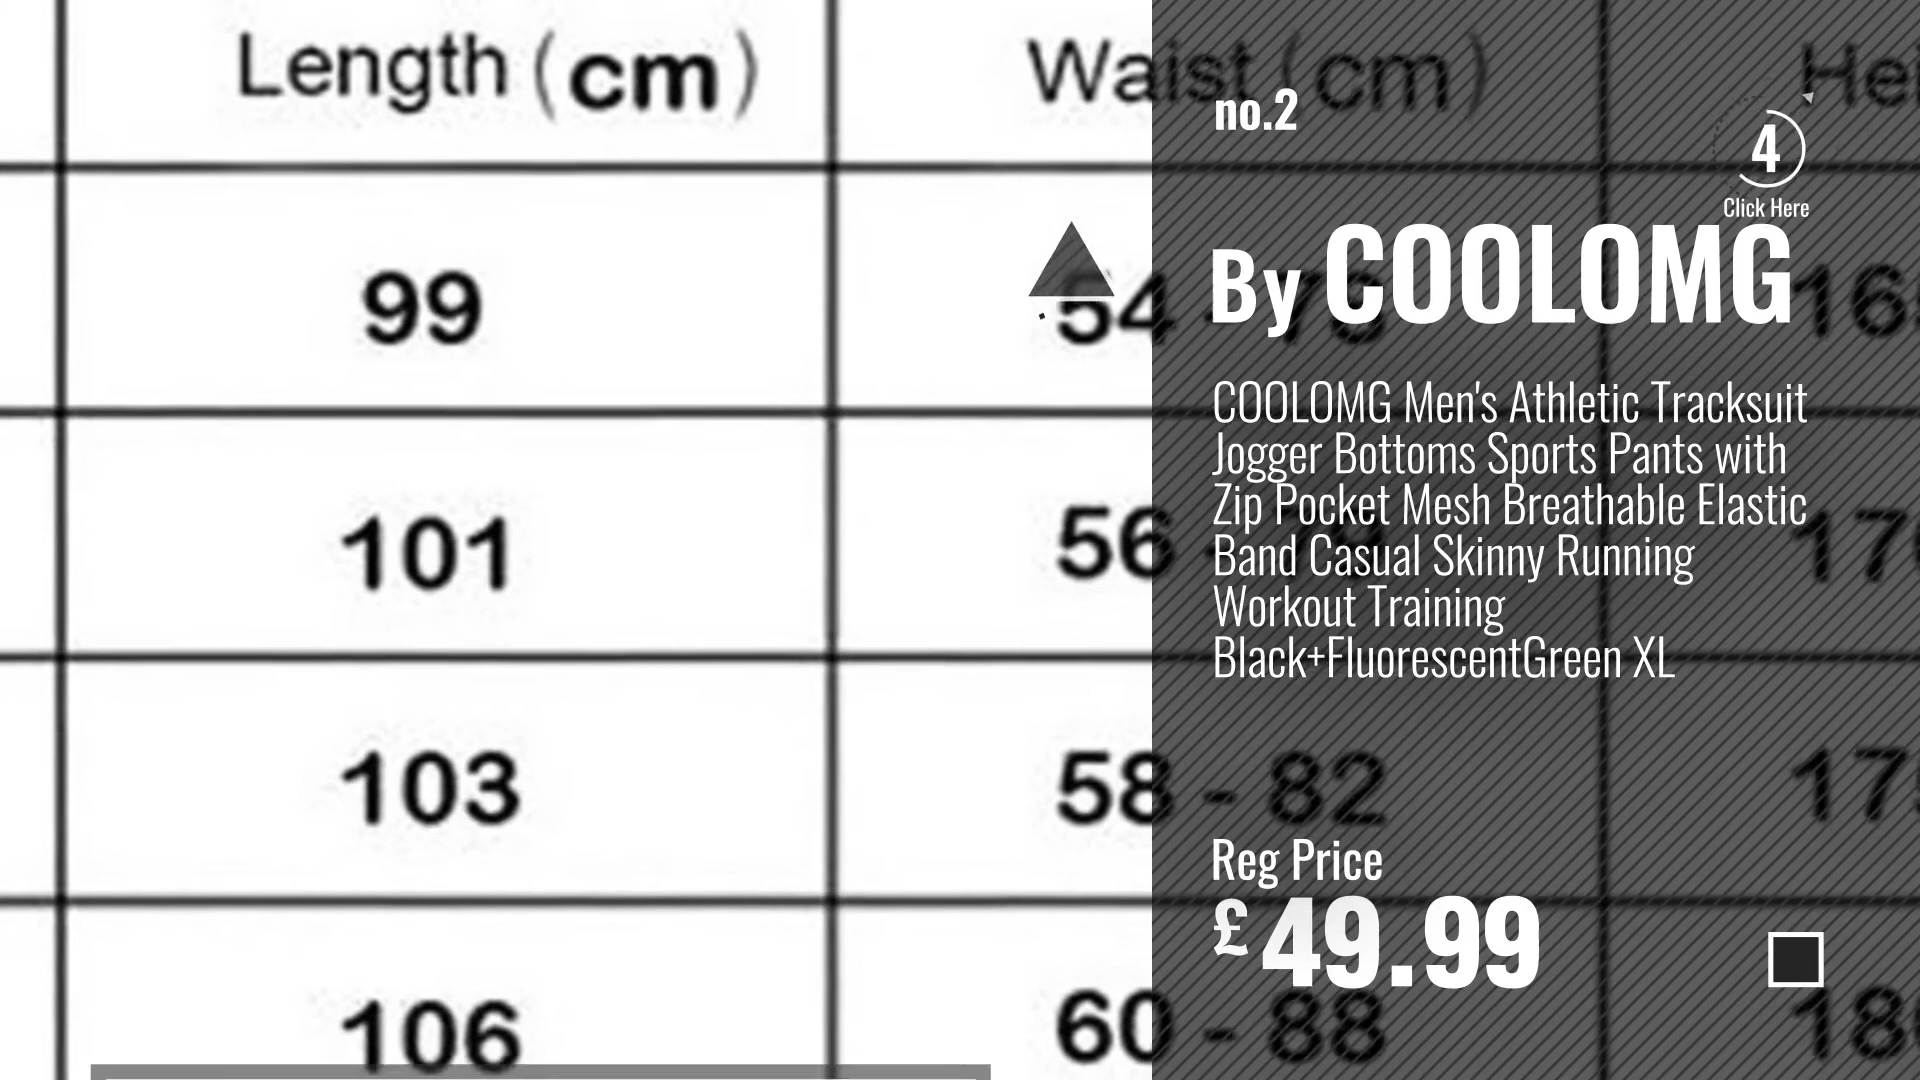 Length (cm)
Waist (cm)
99
101
103
58 - 82
106
60 - 88
no.2
4
Click Here
By COOLOMG
COOLOMG Men's Athletic Tracksuit
Jogger Bottoms Sports Pants with
Zip Pocket Mesh Breathable Elastic
Band Casual Skinny Running
Workout Training
Black+FluorescentGreen XL
Reg Price
£49.99